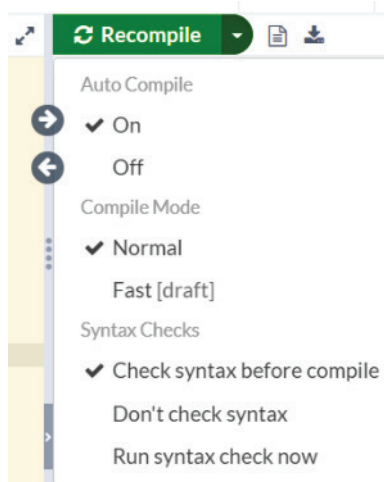 Recompile
Auto Compile
On
Off
Compile Mode
Normal
Fast [draft]
Syntax Checks
Check syntax before compile
Don't check syntax
Run syntax check now